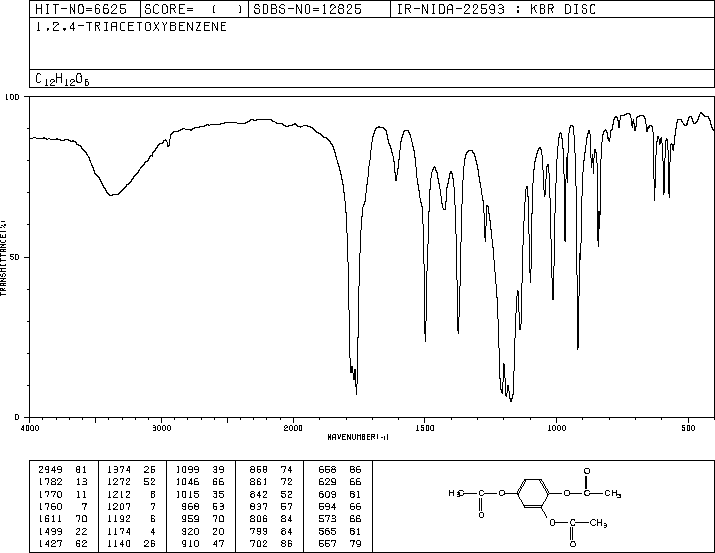 HIT-NO=6625 SCORE= ( ) SDBS-NO=12825 IR-NIDA-22593 : KBR DISC
1,2,4-TRIACETOXYBENZENE
C12H12O6
100
50
0
TRANSMITTANCE(%)
4000 3000 2000 1500 1000 500
WAVENUMBER(-1)
2949 81 1374 26 1099 39 868 74 658 86
1782 13 1272 52 1046 66 861 72 629 66
1770 11 1212 8 1015 35 842 52 609 81
1760 7 1207 7 968 53 837 57 594 66
1611 70 1192 6 959 70 806 84 573 66
1499 22 1174 4 920 20 799 84 565 81
1427 62 1140 26 910 47 702 86 557 79
O
H3C C O O C CH3
O
O C CH3
O